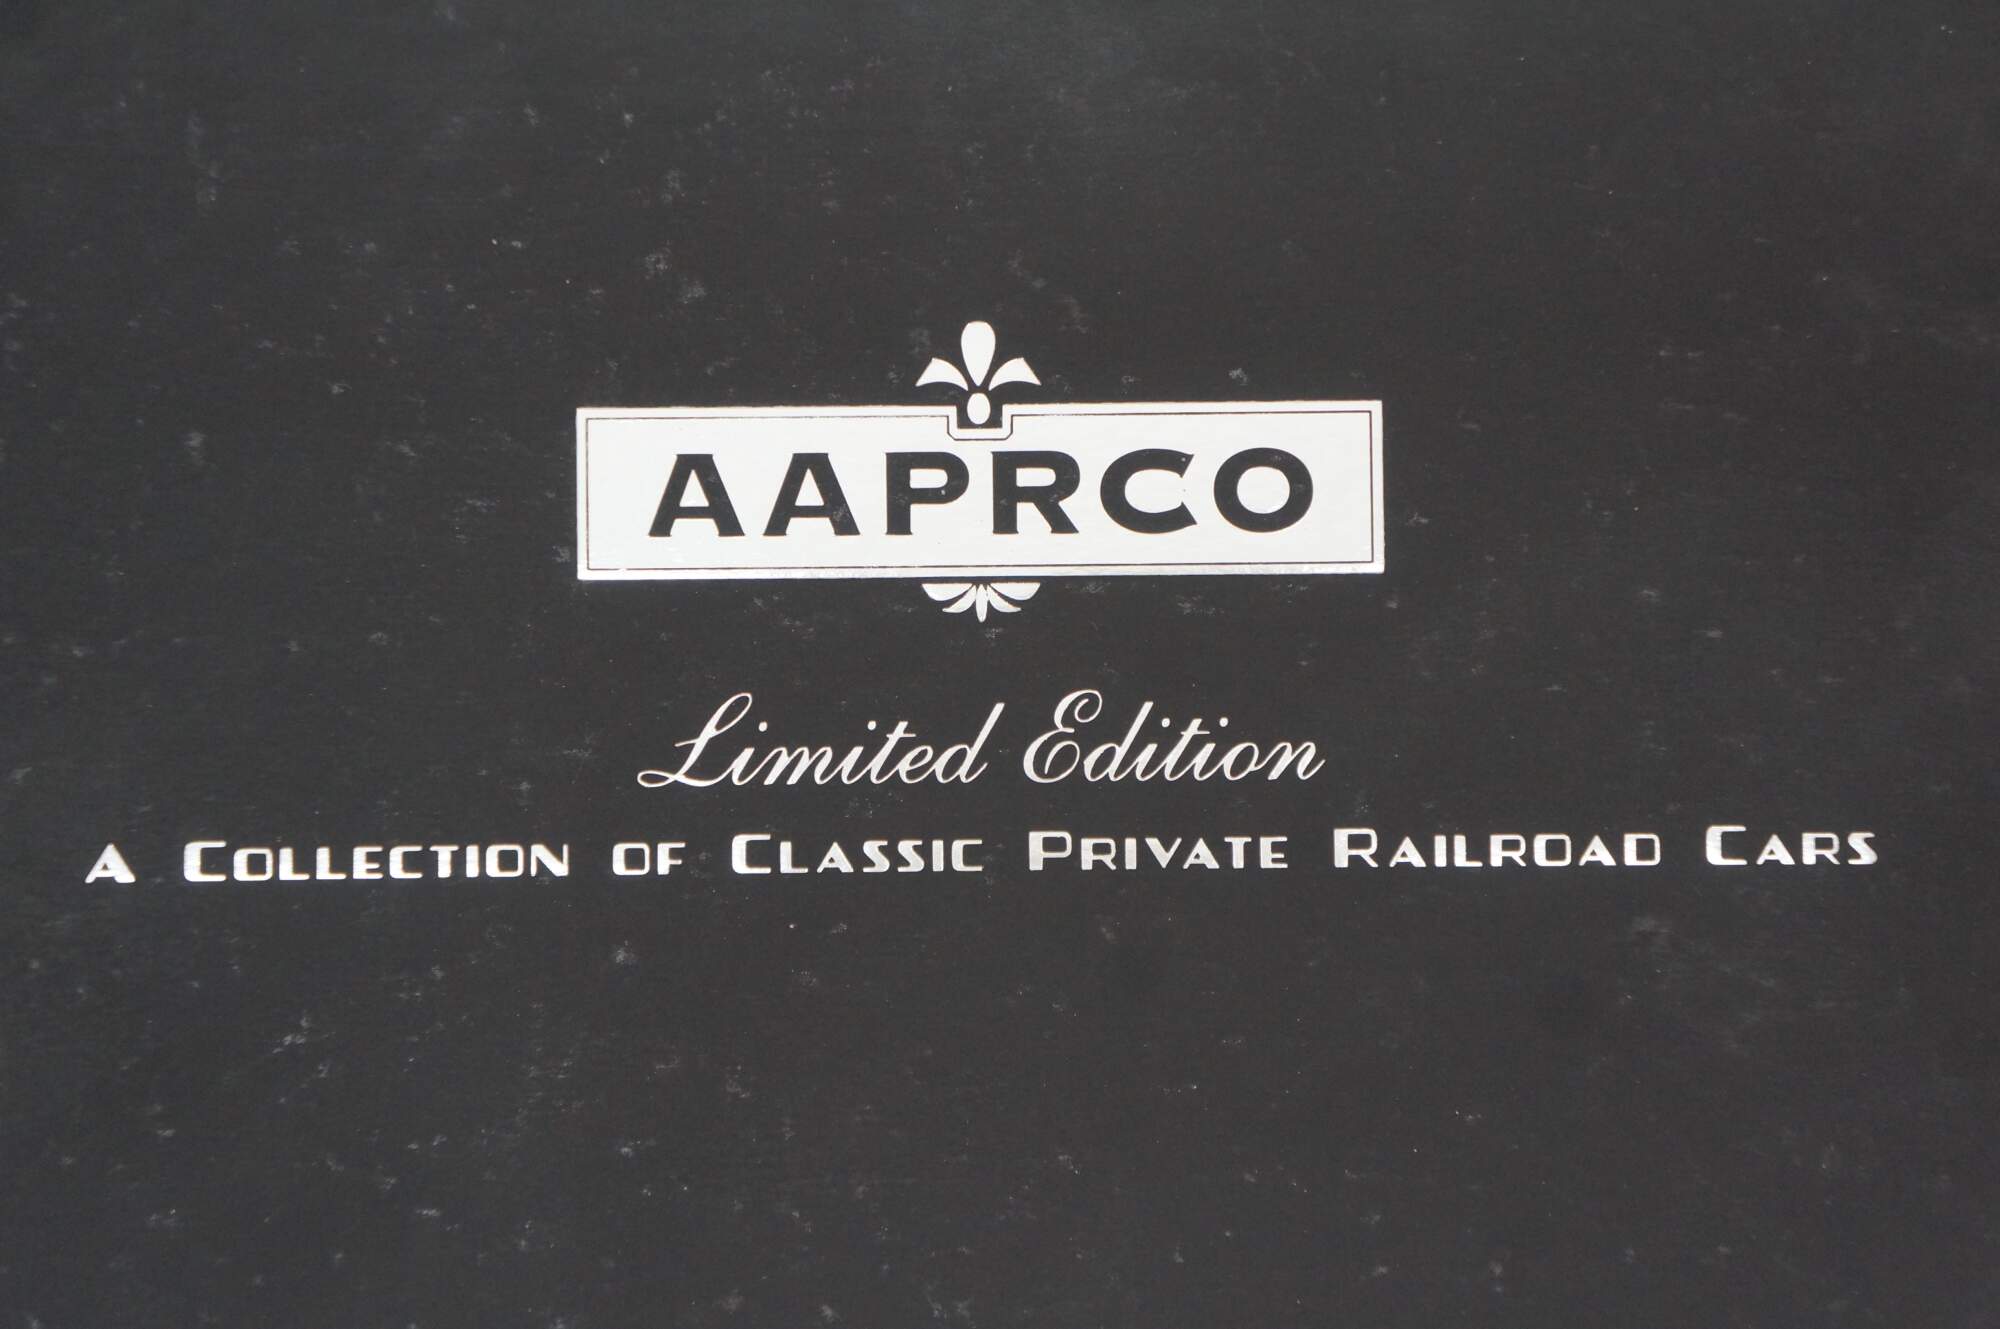 AAPRCO
Limited Edition
A Collection of Classic Private Railroad Cars